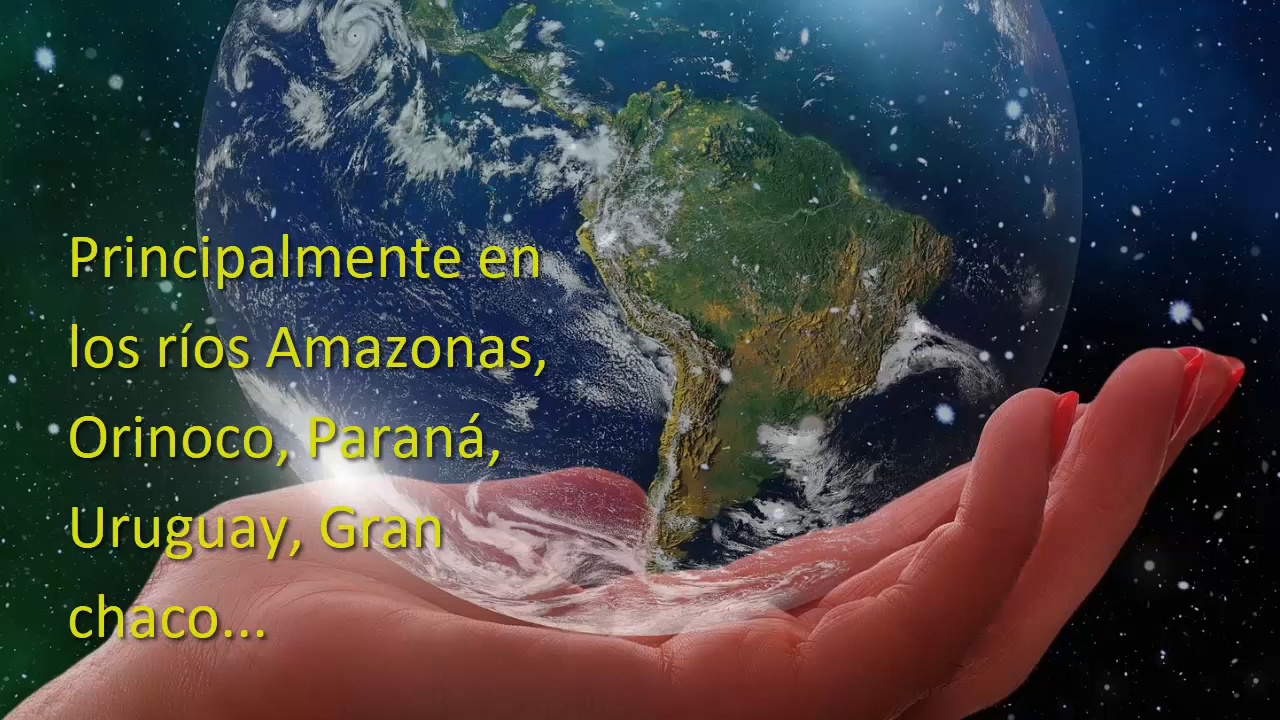 Principalmente en
los ríos Amazonas,
Orinoco, Paraná,
Uruguay, Gran
chaco...